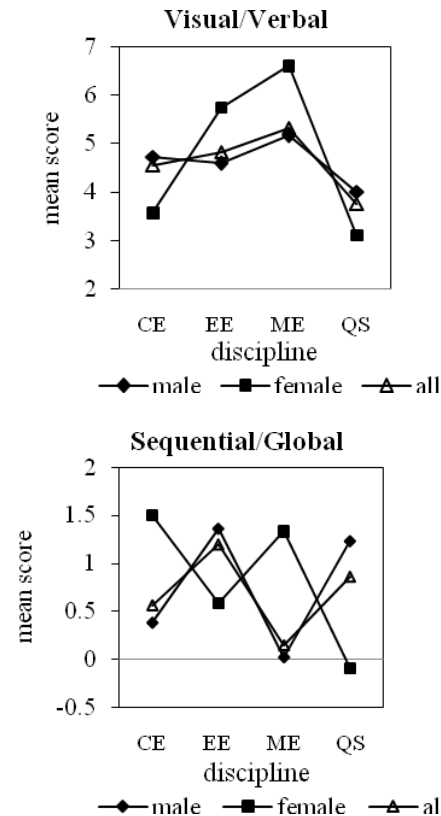 Visual/Verbal
7
6
5
4
3
2
mean score
CE EE ME QS
discipline
male female all
Sequential/Global
2
1.5
1
0.5
0
-0.5
mean score
CE EE ME QS
discipline
male female al